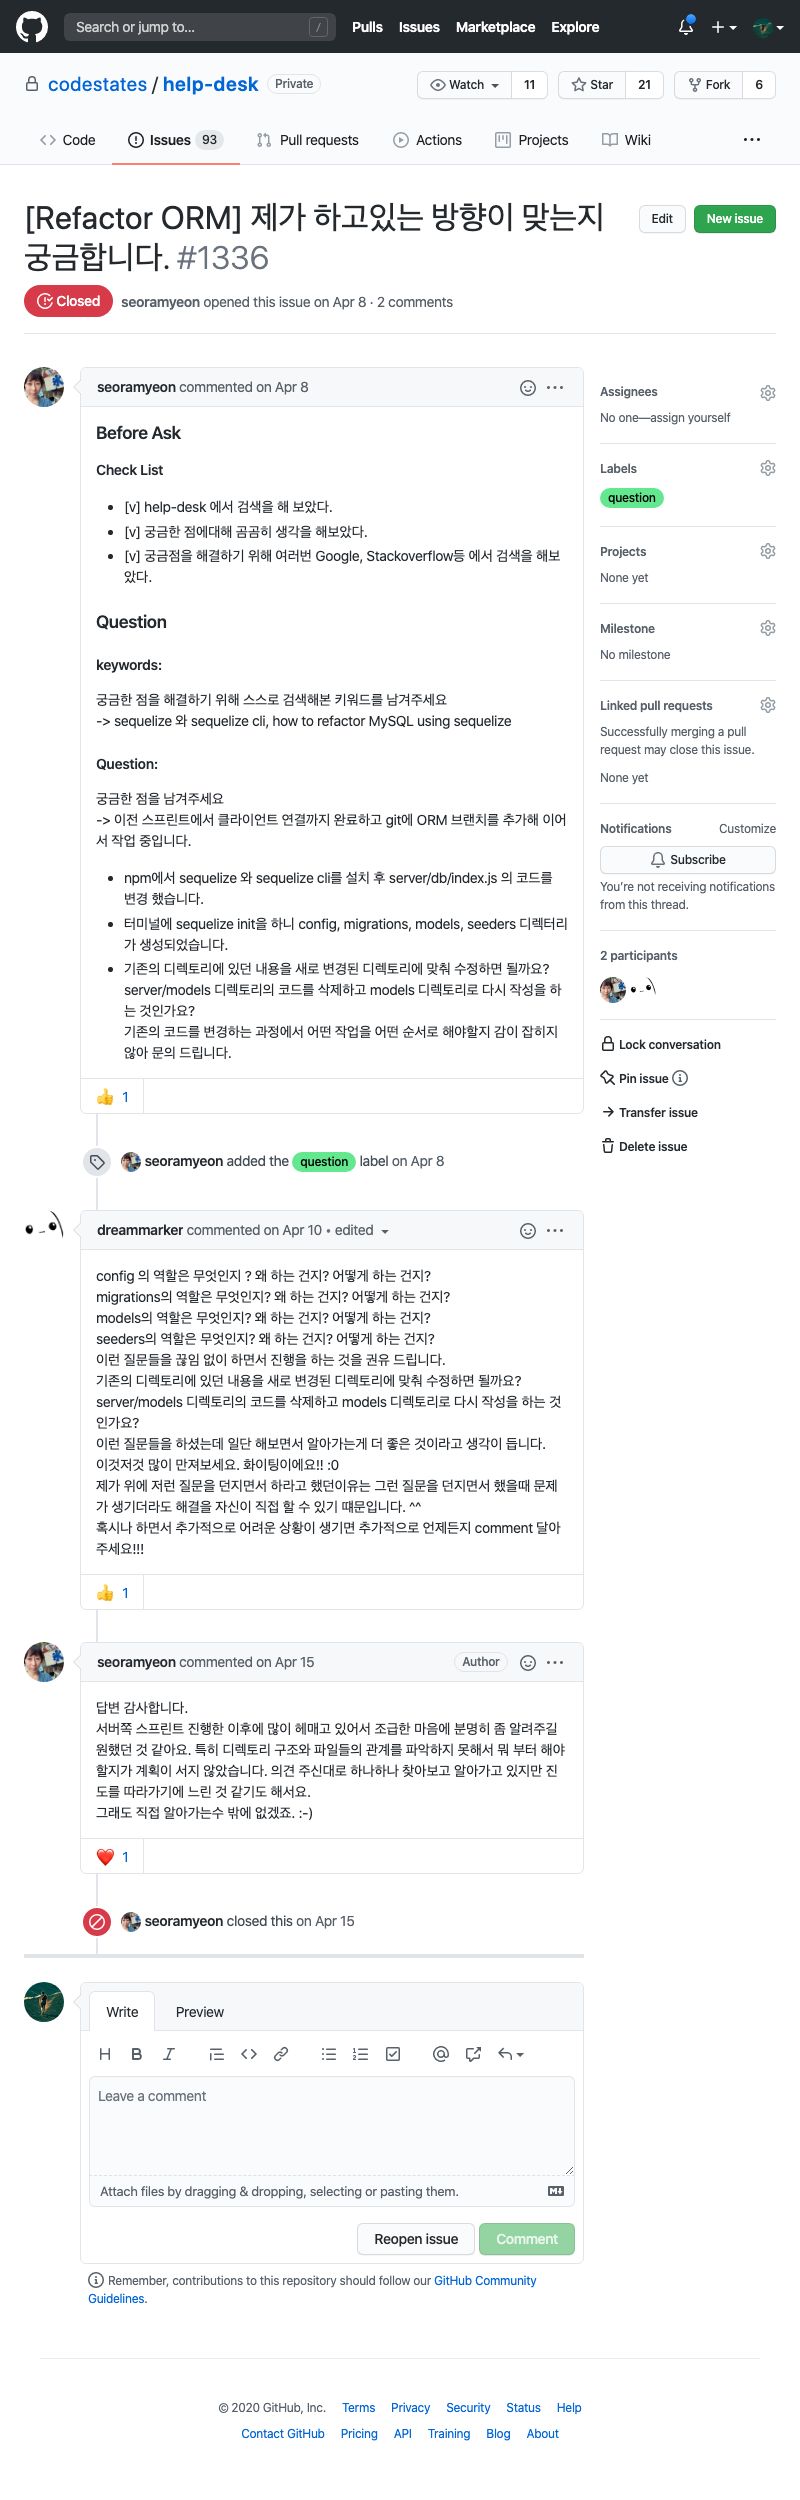 Search or jump to... /
Pulls Issues Marketplace Explore
codestates / help-desk Private
Watch 11 Star 21 Fork 6
Code Issues 93 Pull requests Actions Projects Wiki ...
[Refactor ORM] 제가 하고있는 방향이 맞는지
궁금합니다. #1336
Edit New issue
Closed seoramyeon opened this issue on Apr 8 · 2 comments
seoramyeon commented on Apr 8
Before Ask
Check List
• [v] help-desk 에서 검색을 해 보았다.
• [v] 궁금한 점에대해 곰곰히 생각을 해보았다.
• [v] 궁금점을 해결하기 위해 여러번 Google, Stackoverflow등 에서 검색을 해보
았다.
Question
keywords:
궁금한 점을 해결하기 위해 스스로 검색해본 키워드를 남겨주세요
-> sequelize 와 sequelize cli, how to refactor MySQL using sequelize
Question:
궁금한 점을 남겨주세요
-> 이전 스프린트에서 클라이언트 연결까지 완료하고 git에 ORM 브랜치를 추가해 이어
서 작업 중입니다.
• npm에서 sequelize 와 sequelize cli를 설치 후 server/db/index.js 의 코드를
변경 했습니다.
• 터미널에 sequelize init을 하니 config, migrations, models, seeders 디렉터리
가 생성되었습니다.
• 기존의 디렉토리에 있던 내용을 새로 변경된 디렉토리에 맞춰 수정하면 될까요?
server/models 디렉토리의 코드를 삭제하고 models 디렉토리로 다시 작성을 하
는 것인가요?
기존의 코드를 변경하는 과정에서 어떤 작업을 어떤 순서로 해야할지 감이 잡히지
않아 문의 드립니다.
👍 1
seoramyeon added the question label on Apr 8
dreammarker commented on Apr 10 • edited
config 의 역할은 무엇인지 ? 왜 하는 건지? 어떻게 하는 건지?
migrations의 역할은 무엇인지? 왜 하는 건지? 어떻게 하는 건지?
models의 역할은 무엇인지? 왜 하는 건지? 어떻게 하는 건지?
seeders의 역할은 무엇인지? 왜 하는 건지? 어떻게 하는 건지?
이런 질문들을 끊임 없이 하면서 진행을 하는 것을 권유 드립니다.
기존의 디렉토리에 있던 내용을 새로 변경된 디렉토리에 맞춰 수정하면 될까요?
server/models 디렉토리의 코드를 삭제하고 models 디렉토리로 다시 작성을 하는 것
인가요?
이런 질문들을 하셨는데 일단 해보면서 알아가는게 더 좋은 것이라고 생각이 듭니다.
이것저것 많이 만져보세요. 화이팅이에요!! :0
제가 위에 저런 질문을 던지면서 하라고 했던이유는 그런 질문을 던지면서 했을때 문제
가 생기더라도 해결을 자신이 직접 할 수 있기 때문입니다. ^^
혹시나 하면서 추가적으로 어려운 상황이 생기면 추가적으로 언제든지 comment 달아
주세요!!!
👍 1
seoramyeon commented on Apr 15 Author
답변 감사합니다.
서버쪽 스프린트 진행한 이후에 많이 헤매고 있어서 조급한 마음에 분명히 좀 알려주길
원했던 것 같아요. 특히 디렉토리 구조와 파일들의 관계를 파악하지 못해서 뭐 부터 해야
할지가 계획이 서지 않았습니다. 의견 주신대로 하나하나 찾아보고 알아가고 있지만 진
도를 따라가기에 느린 것 같기도 해서요.
그래도 직접 알아가는수 밖에 없겠죠. :-)
❤️ 1
seoramyeon closed this on Apr 15
Write Preview
H B I
Leave a comment
Attach files by dragging & dropping, selecting or pasting them.
Reopen issue Comment
Remember, contributions to this repository should follow our GitHub Community
Guidelines.
Assignees
No one—assign yourself
Labels
question
Projects
None yet
Milestone
No milestone
Linked pull requests
Successfully merging a pull
request may close this issue.
None yet
Notifications Customize
Subscribe
You're not receiving notifications
from this thread.
2 participants
Lock conversation
Pin issue
Transfer issue
Delete issue
© 2020 GitHub, Inc. Terms Privacy Security Status Help
Contact GitHub Pricing API Training Blog About